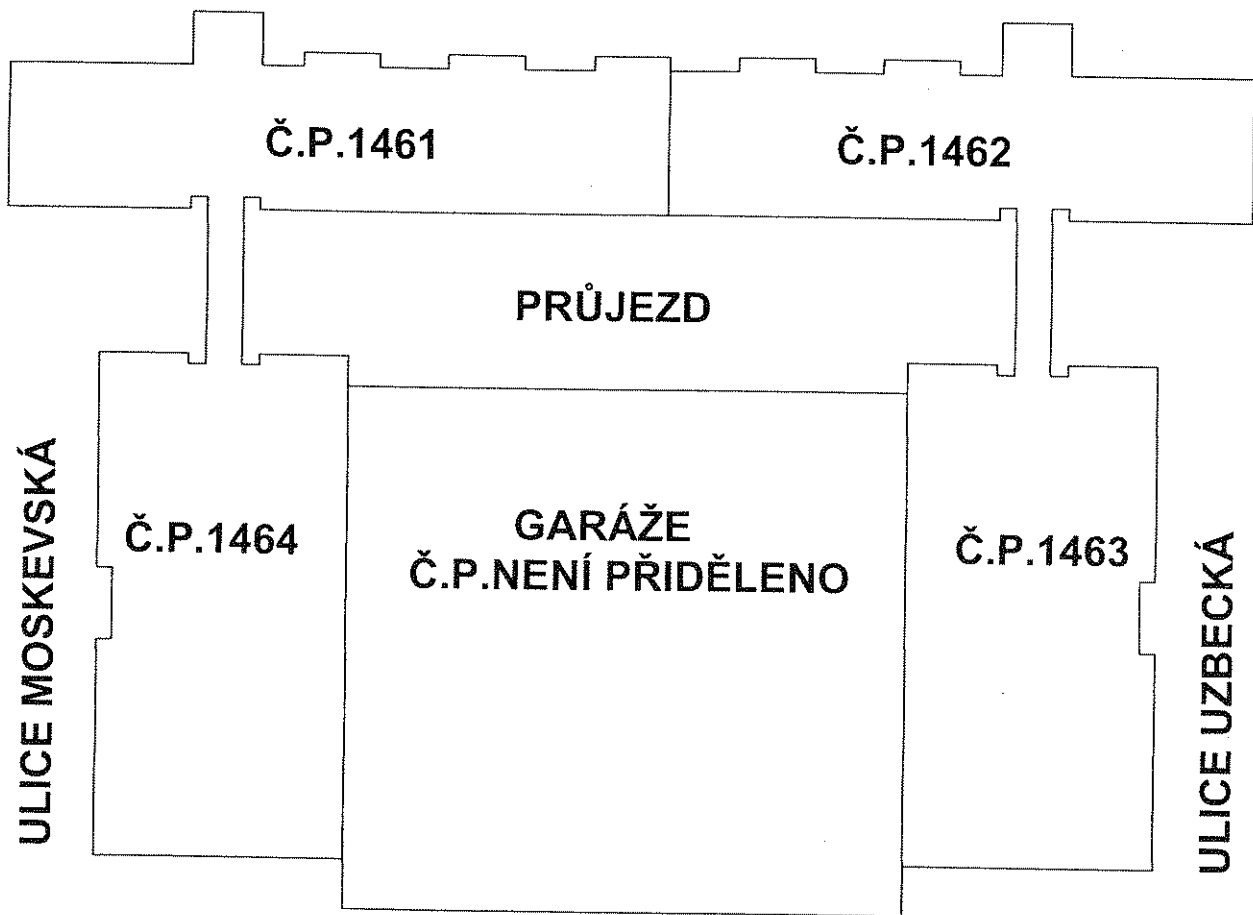 Č.P.1461
Č.P.1462
PRŮJEZD
ULICE MOSKEVSKÁ
Č.P.1464
GARÁŽE
Č.P.NENÍ PŘIDĚLENO
Č.P.1463
ULICE UZBECKÁ